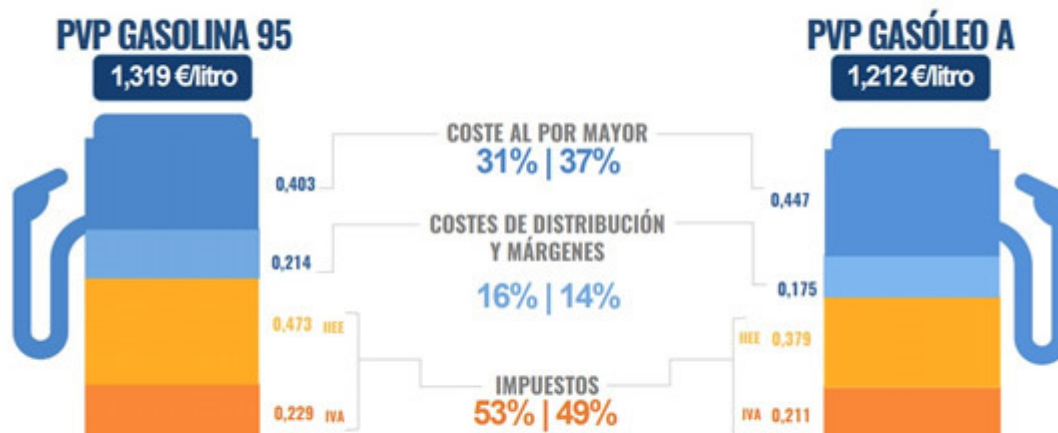 PVP GASOLINA 95
1,319 €/litro
PVP GASÓLEO A
1,212 €/litro
COSTE AL POR MAYOR
31% | 37%
0,403
0,447
COSTES DE DISTRIBUCIÓN
Y MÁRGENES
16% | 14%
0,214
0,175
0,473 IIEE
IIEE 0,379
IMPUESTOS
53% | 49%
0,229 IVA
IVA 0,211